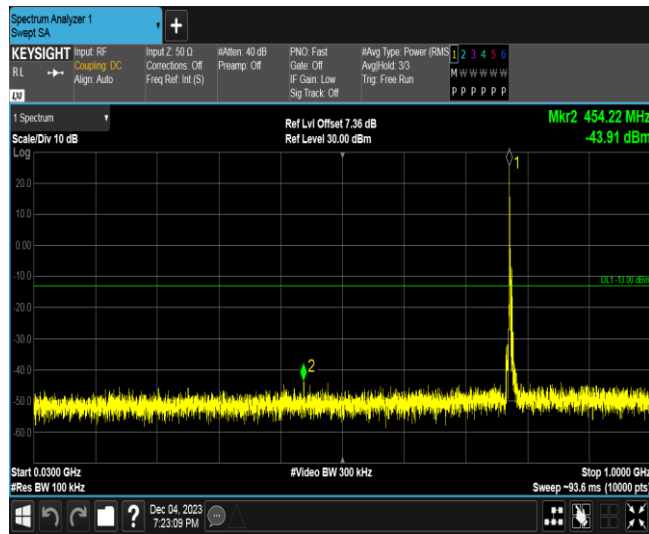 Spectrum Analyzer 1
Swept SA
+
KEYSIGHT
RL
LXI
Input: RF
Coupling: DC
Align: Auto
Input Z: 50 Ω
Corrections: Off
Freq Ref: Int (S)
#Atten: 40 dB
Preamp: Off
PNO: Fast
Gate: Off
IF Gain: Low
Sig Track: Off
#Avg Type: Power (RMS
Avg|Hold: 3/3
Trig: Free Run
1 2 3 4 5 6
M W W W W W
P P P P P P
1 Spectrum
Scale/Div 10 dB
Log
Ref Lvl Offset 7.36 dB
Ref Level 30.00 dBm
Mkr2 454.22 MHz
-43.91 dBm
1
20.0
10.0
0.00
-10.0
DL1 -13.00 dBm
-20.0
-30.0
-40.0
2
-50.0
-60.0
Start 0.0300 GHz
#Res BW 100 kHz
#Video BW 300 kHz
Stop 1.0000 GHz
Sweep ~93.6 ms (10000 pts)
?
Dec 04, 2023
7:23:09 PM